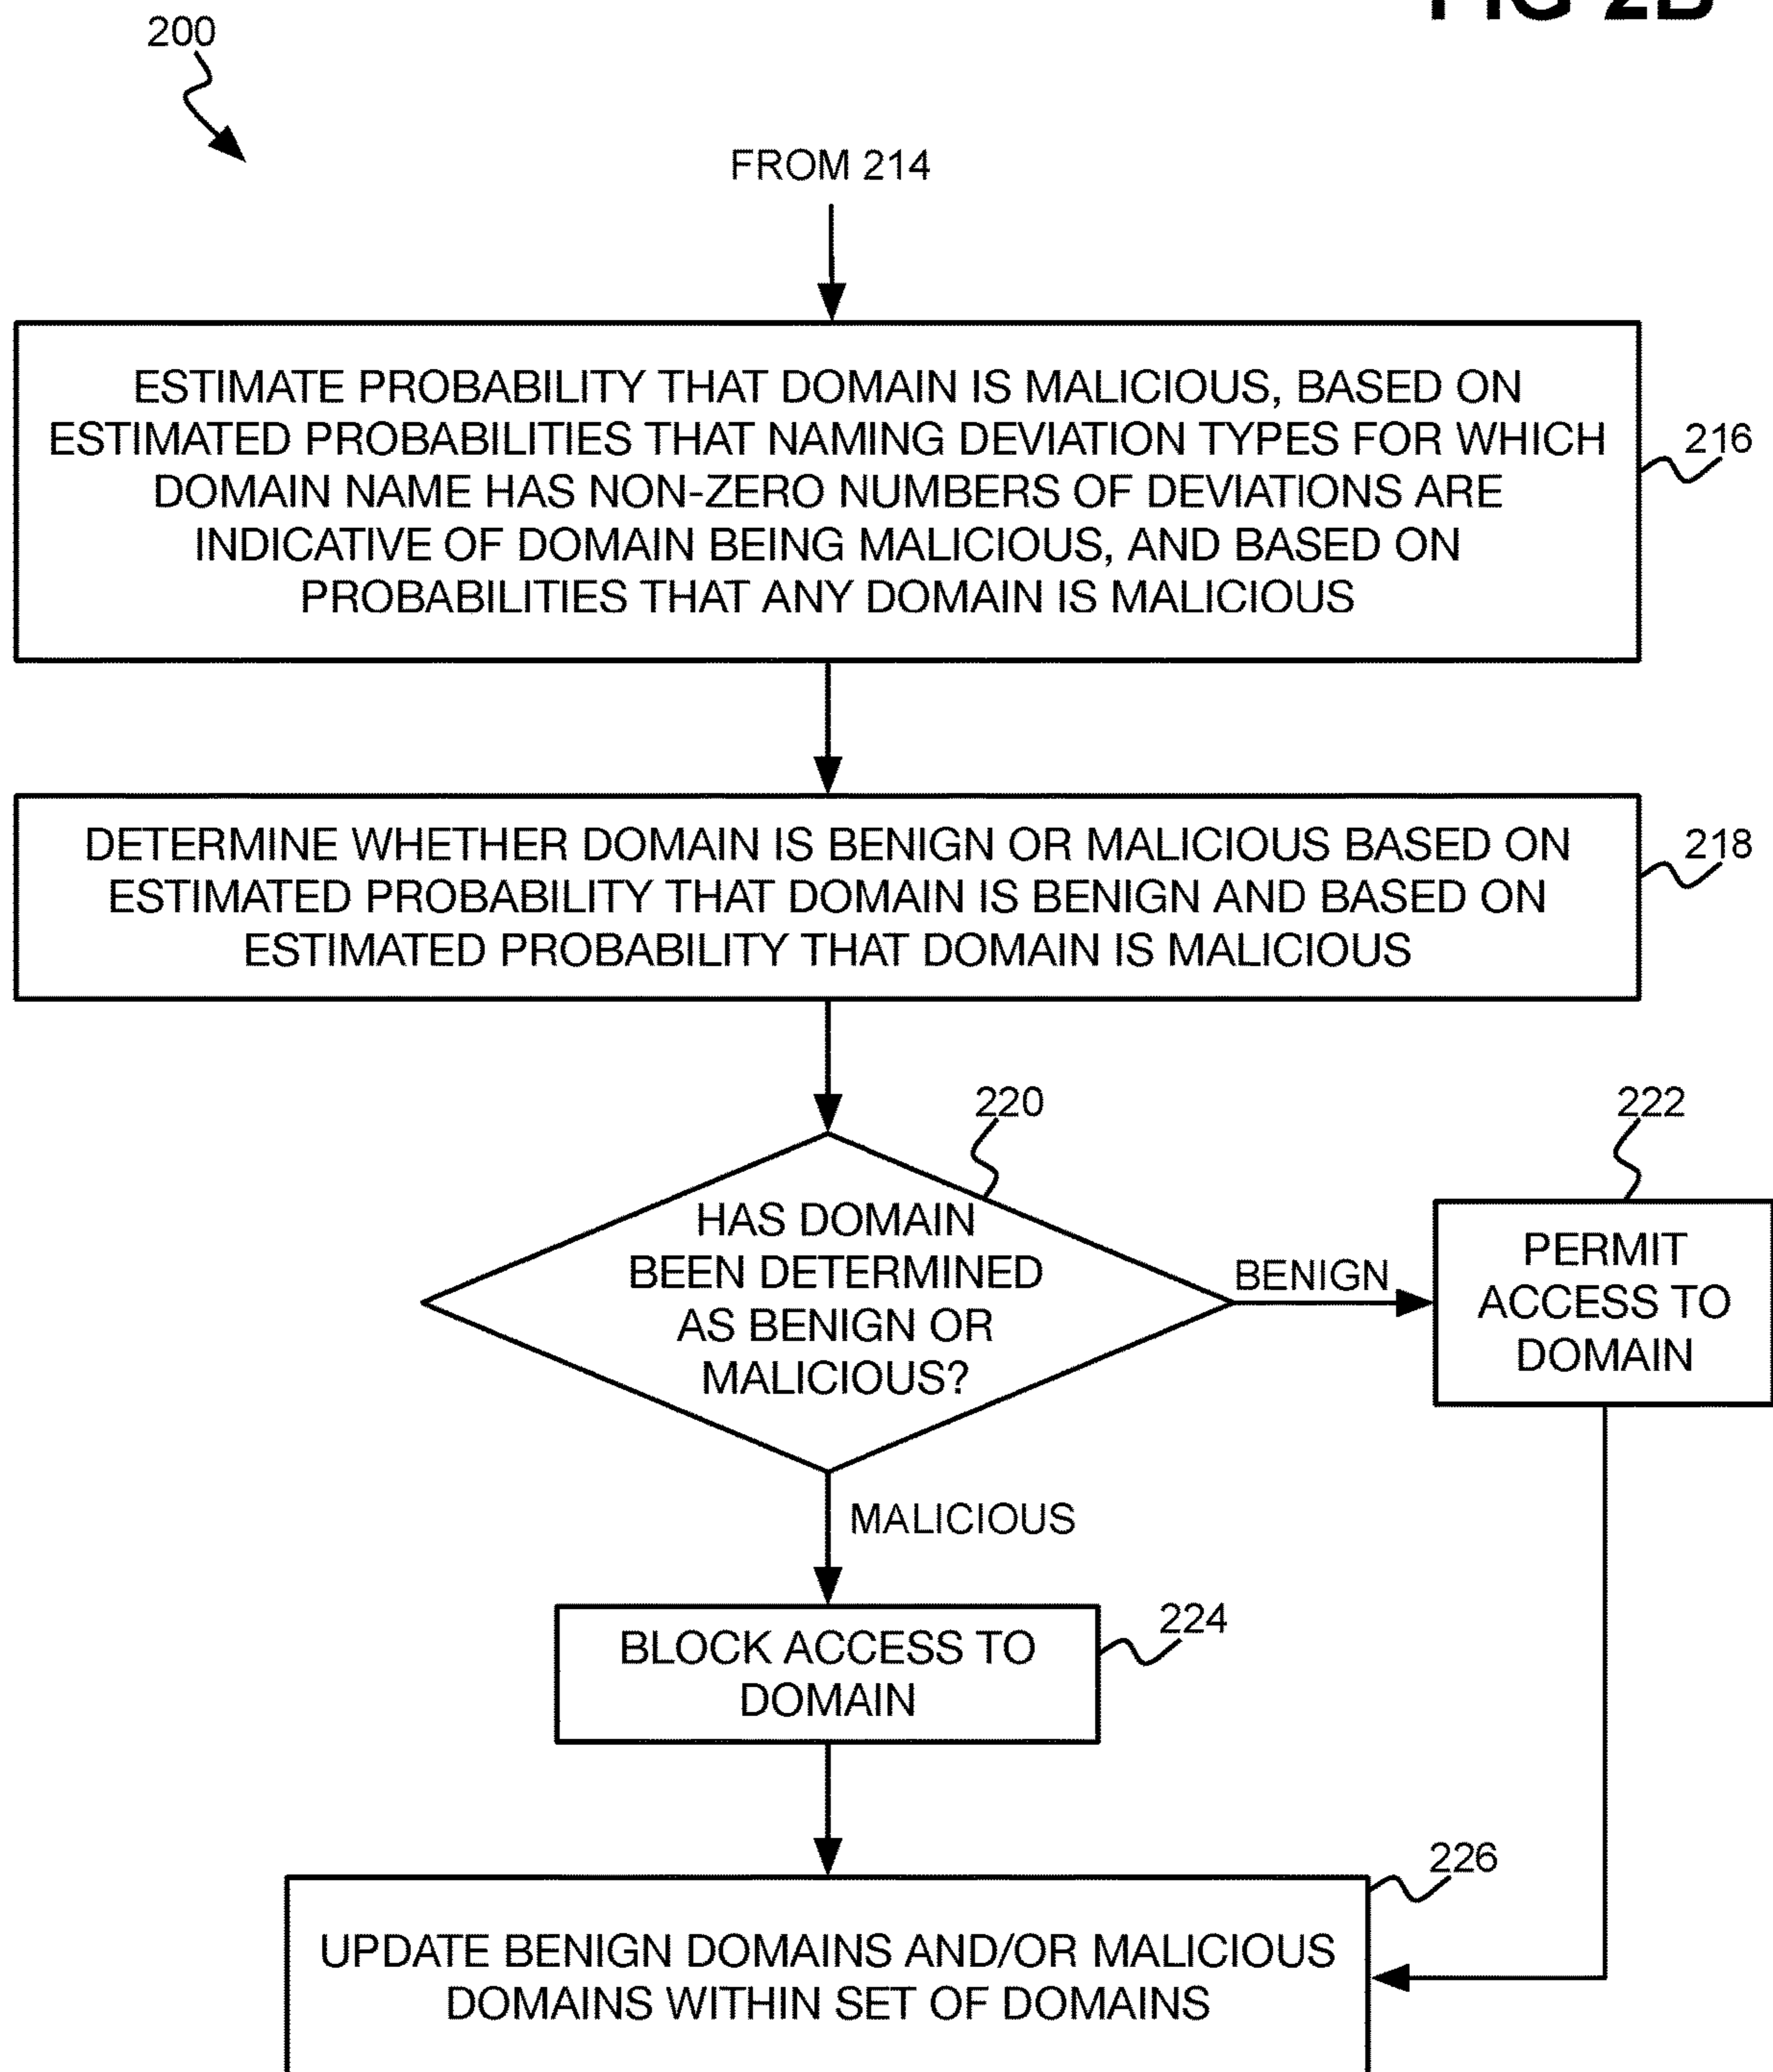 FIG 2B
200
FROM 214
ESTIMATE PROBABILITY THAT DOMAIN IS MALICIOUS, BASED ON
ESTIMATED PROBABILITIES THAT NAMING DEVIATION TYPES FOR WHICH
DOMAIN NAME HAS NON-ZERO NUMBERS OF DEVIATIONS ARE
INDICATIVE OF DOMAIN BEING MALICIOUS, AND BASED ON
PROBABILITIES THAT ANY DOMAIN IS MALICIOUS
216
DETERMINE WHETHER DOMAIN IS BENIGN OR MALICIOUS BASED ON
ESTIMATED PROBABILITY THAT DOMAIN IS BENIGN AND BASED ON
ESTIMATED PROBABILITY THAT DOMAIN IS MALICIOUS
218
220
HAS DOMAIN
BEEN DETERMINED
AS BENIGN OR
MALICIOUS?
BENIGN
222
PERMIT
ACCESS TO
DOMAIN
MALICIOUS
BLOCK ACCESS TO
DOMAIN
224
226
UPDATE BENIGN DOMAINS AND/OR MALICIOUS
DOMAINS WITHIN SET OF DOMAINS